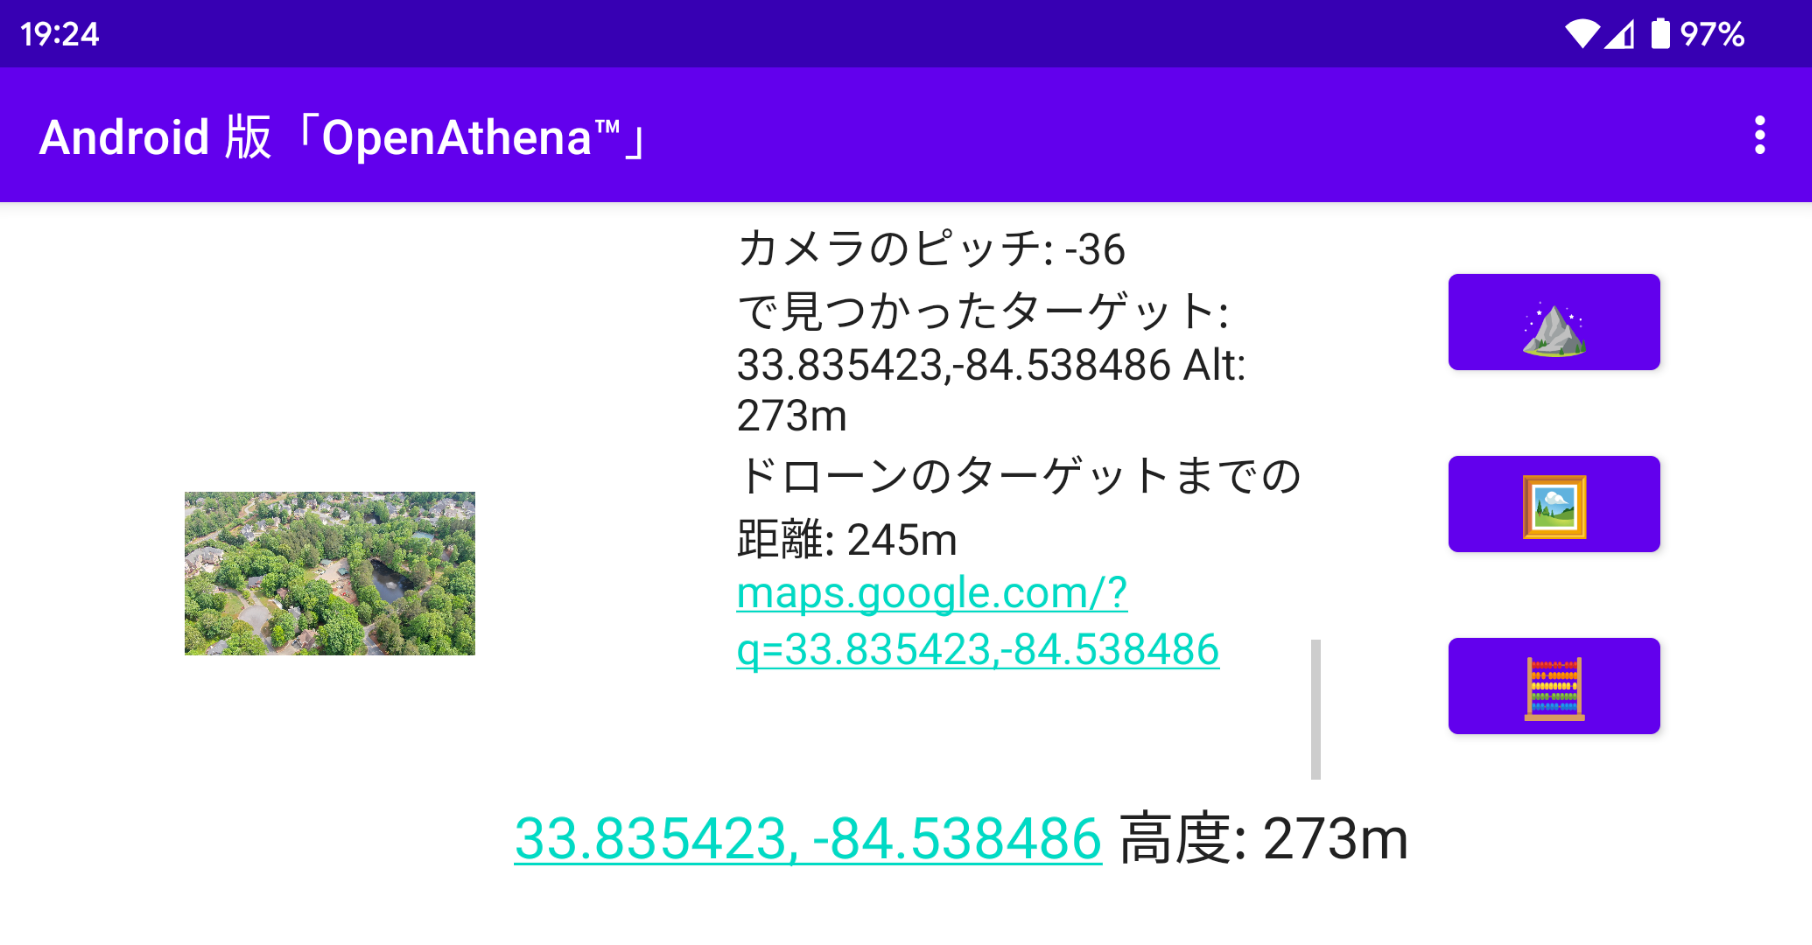 19:24
97%
Android 版「OpenAthena™」
カメラのピッチ: -36
で見つかったターゲット:
33.835423,-84.538486 Alt:
273m
ドローンのターゲットまでの
距離: 245m
maps.google.com/?
q=33.835423,-84.538486
33.835423, -84.538486 高度: 273m